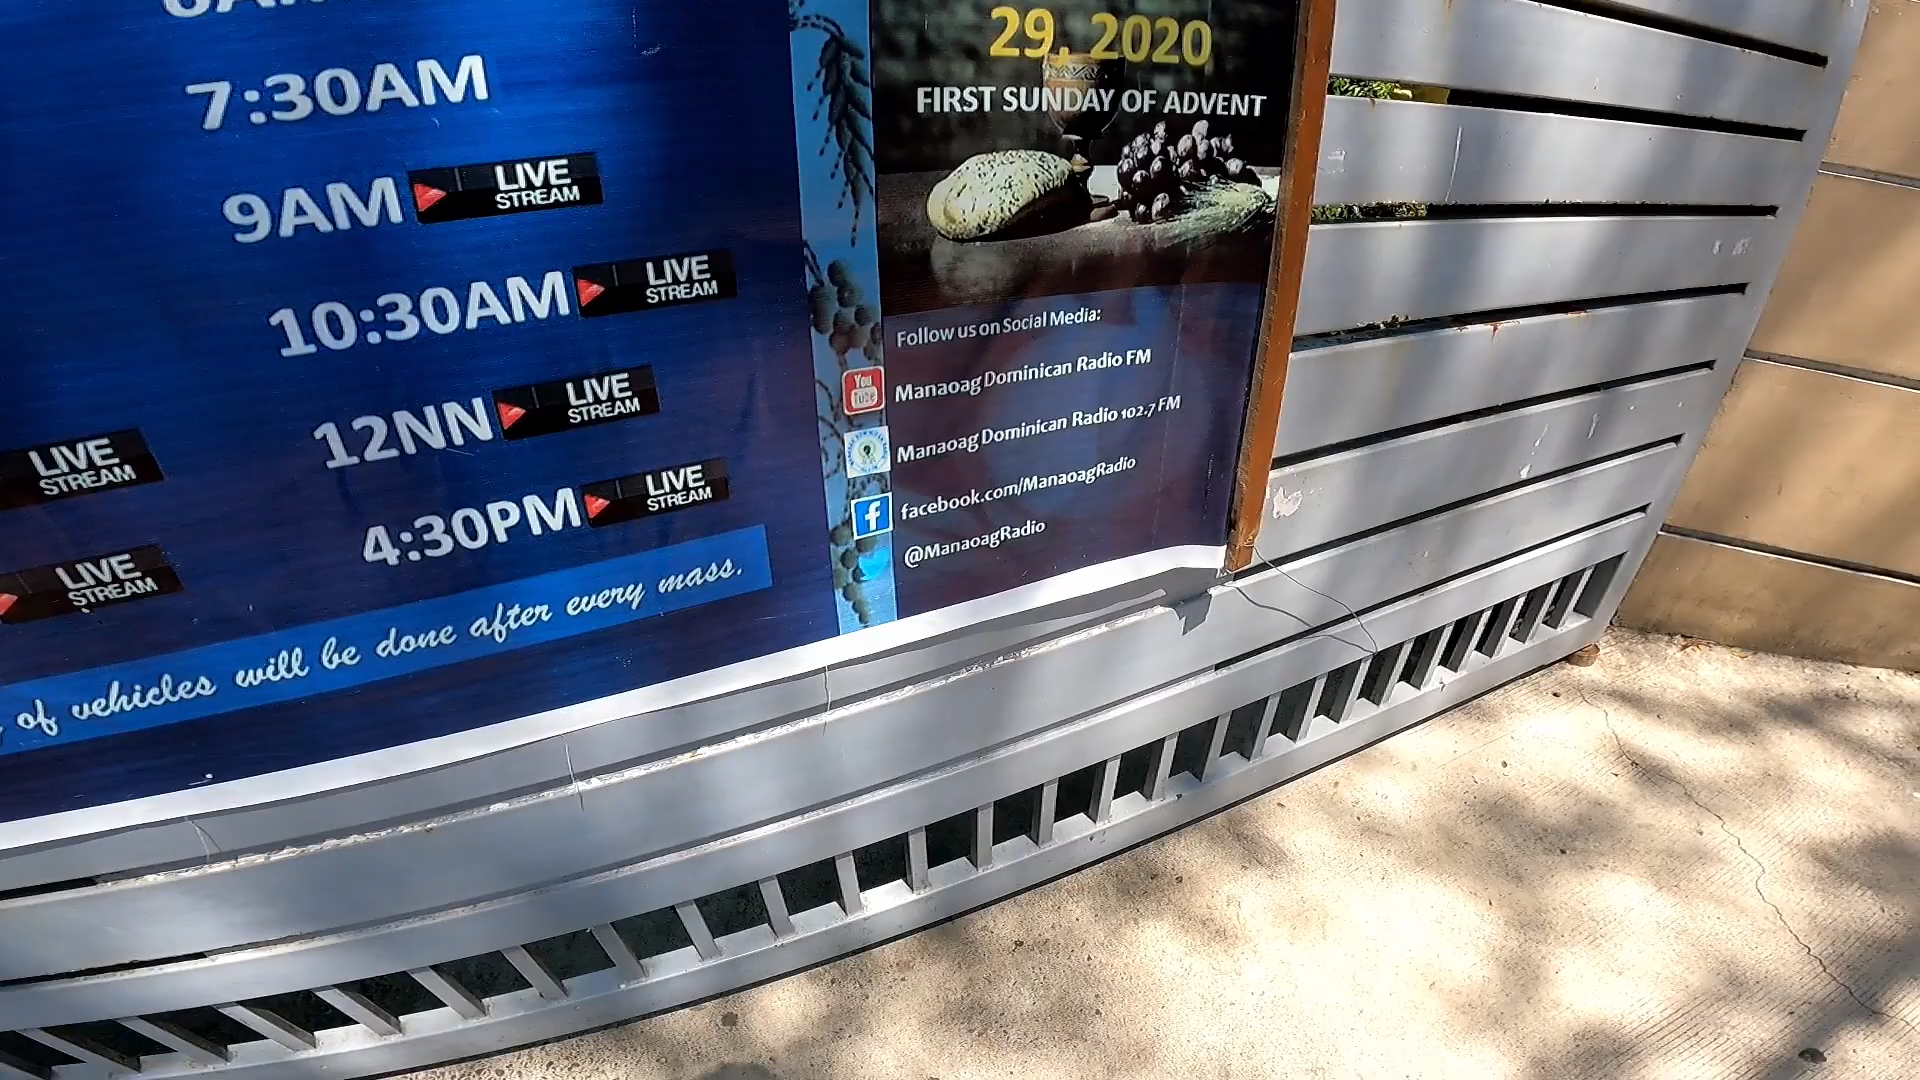 7:30AM
9AM LIVE STREAM
10:30AM LIVE STREAM
12NN LIVE STREAM
4:30PM LIVE STREAM
LIVE STREAM
LIVE STREAM
of vehicles will be done after every mass.
29, 2020
FIRST SUNDAY OF ADVENT
Follow us on Social Media:
You Tube Manaoag Dominican Radio FM
Manaoag Dominican Radio 102.7 FM
f facebook.com/ManaoagRadio
@ManaoagRadio